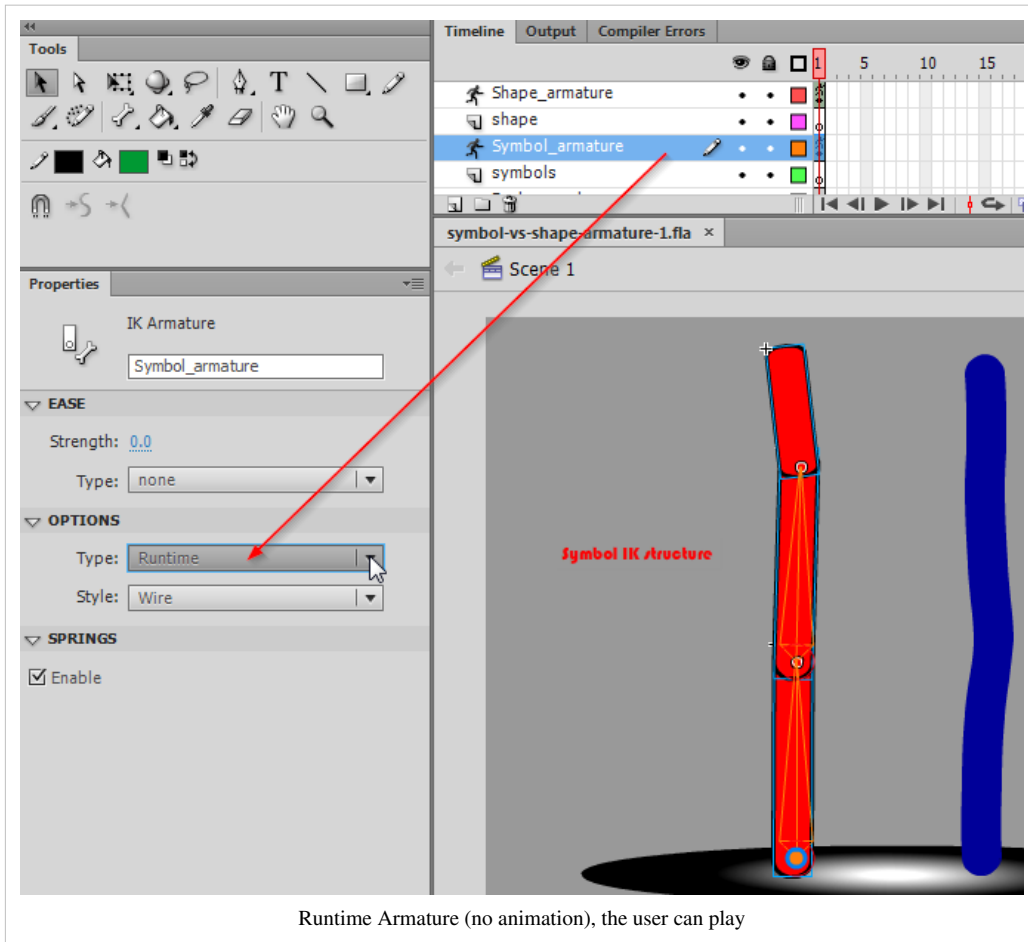 Tools
Timeline Output Compiler Errors
1 5 10 15
Shape_armature
shape
Symbol_armature
symbols
symbol-vs-shape-armature-1.fla ×
Scene 1
Properties
IK Armature
Symbol_armature
EASE
Strength: 0.0
Type: none
OPTIONS
Type: Runtime
Style: Wire
SPRINGS
Enable
Symbol IK structure
Runtime Armature (no animation), the user can play